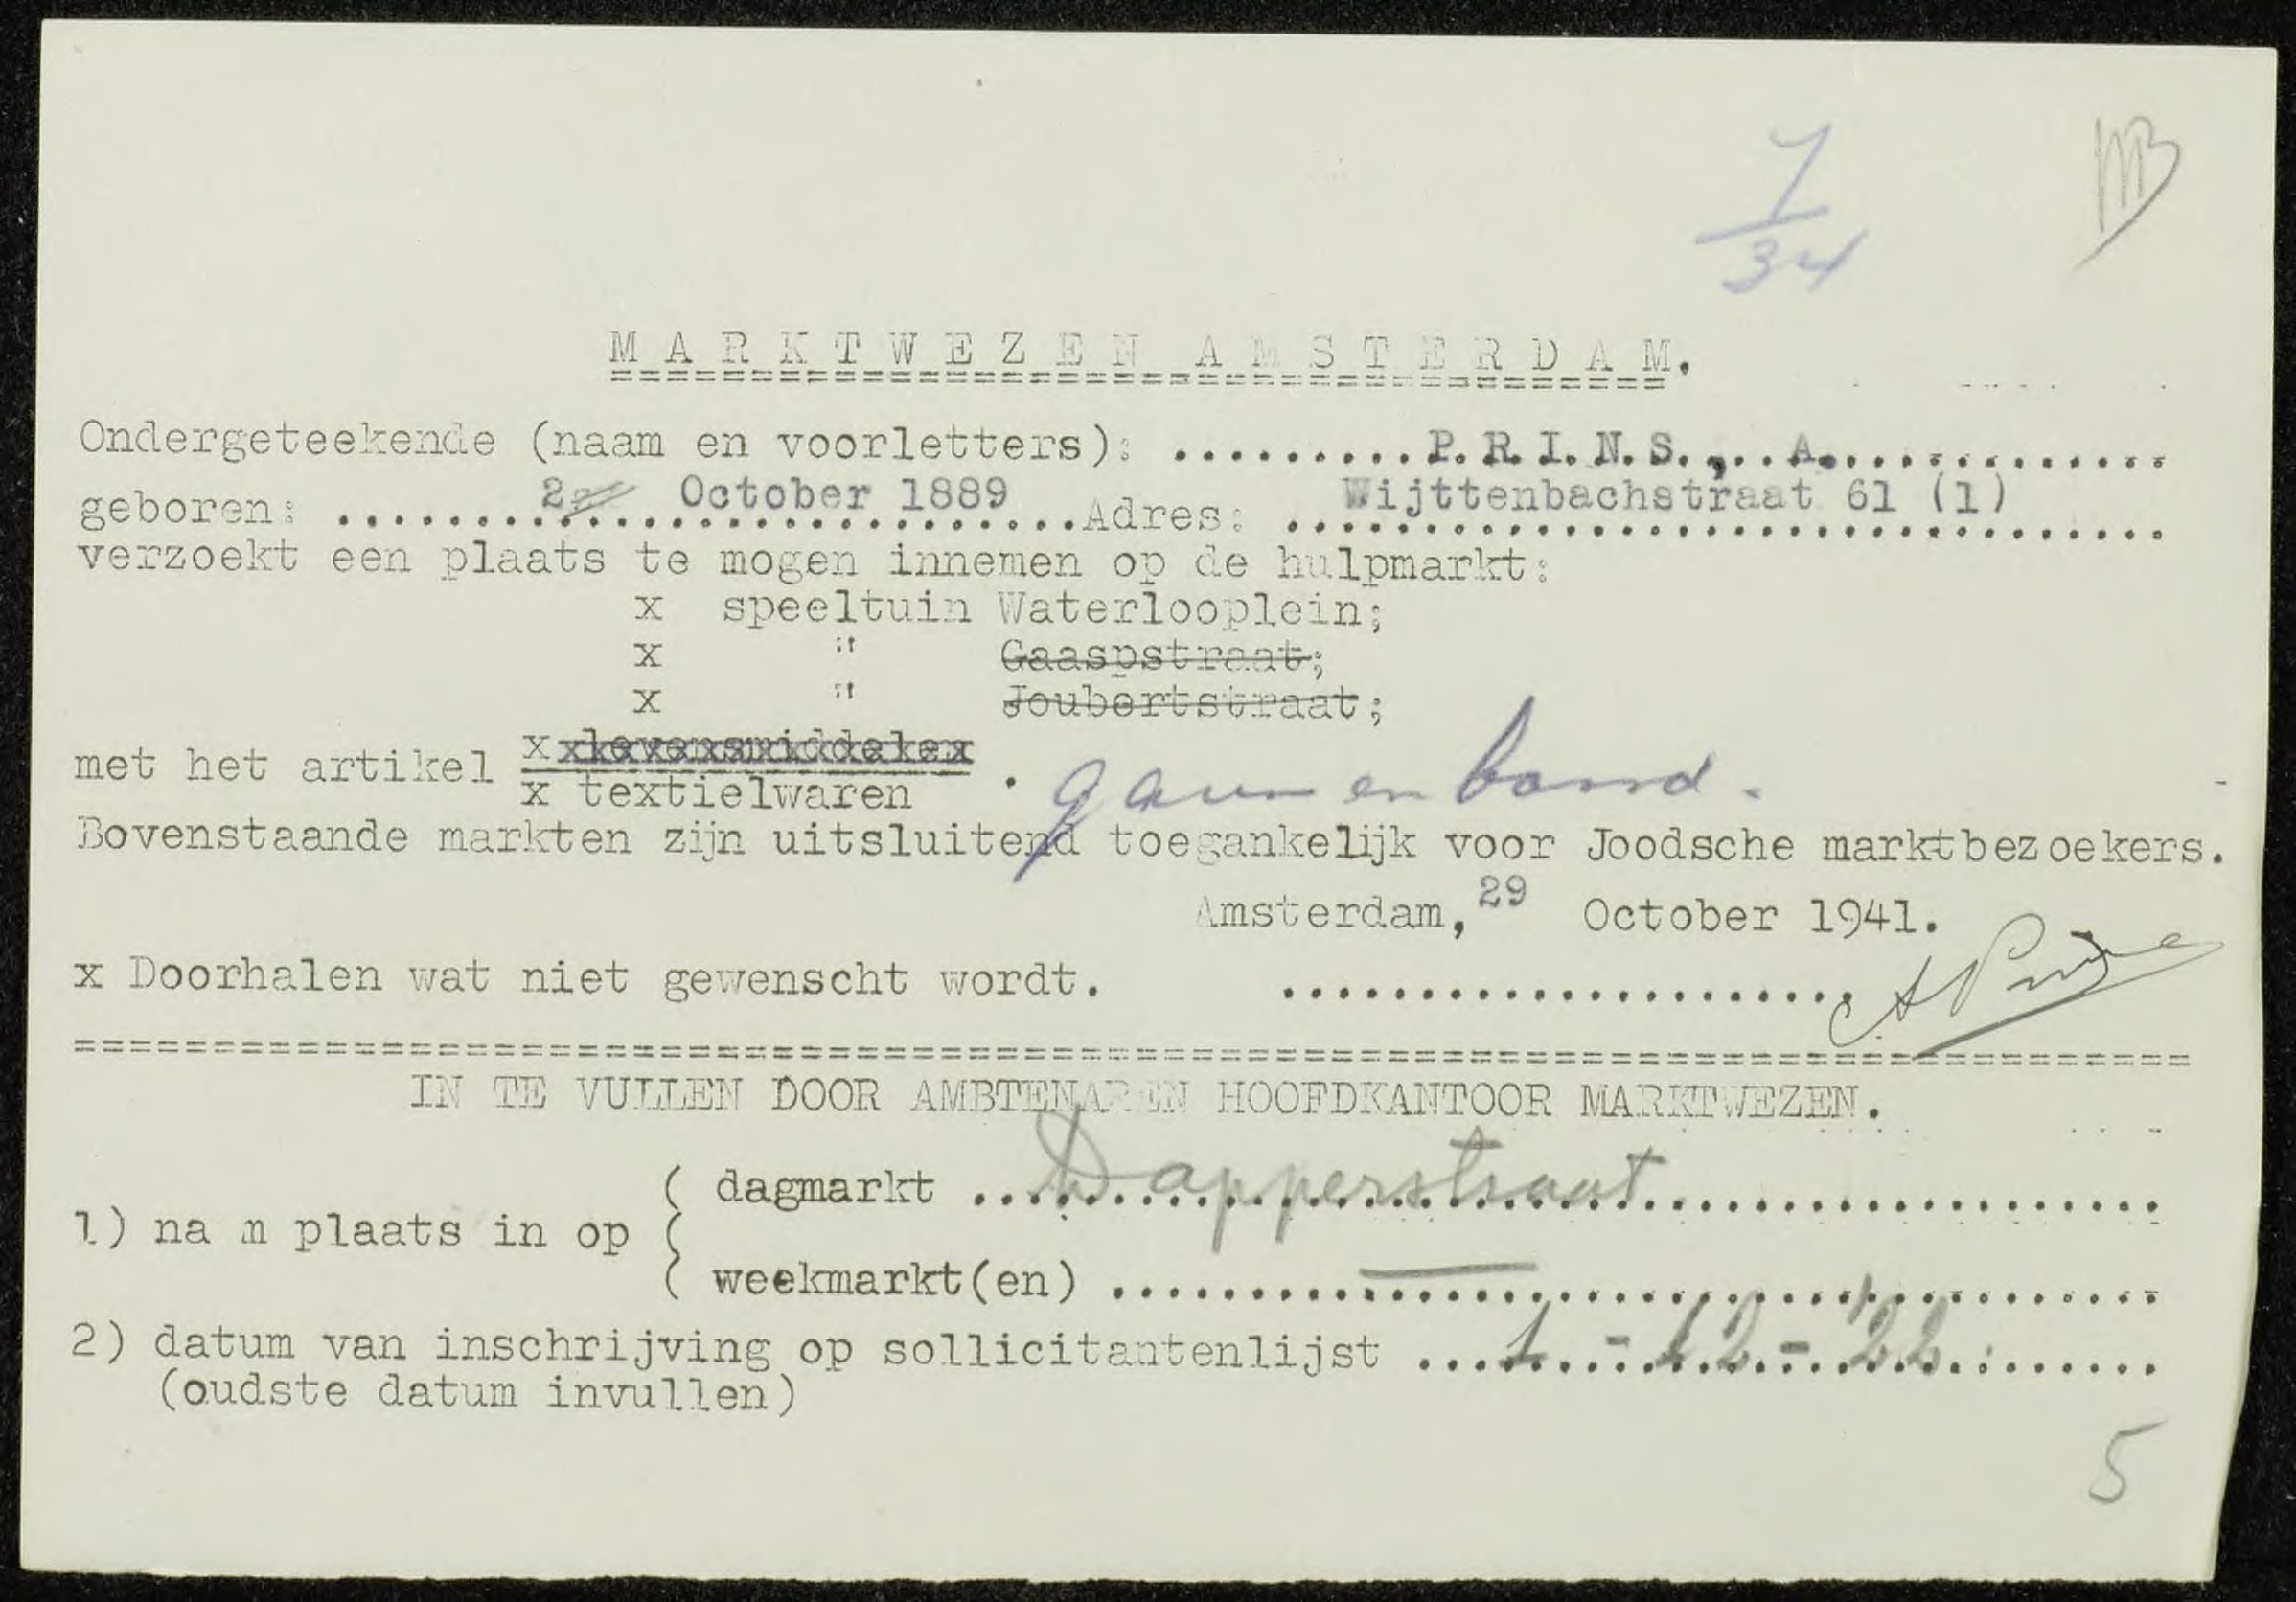 7
34
MB
MARKTWEZEN AMSTERDAM.
Ondergeteekende (naam en voorletters): ..........P.R.I.N.S.,..A.............
geboren: ........2 October 1889......Adres: Wijttenbachstraat 61 (1)
verzoekt een plaats te mogen innemen op de hulpmarkt:
x speeltuin Waterlooplein;
x " Gaaspstraat;
x " Joubertstraat;
x levensmiddelen
met het artikel
x textielwaren . garen en band.
Bovenstaande markten zijn uitsluitend toegankelijk voor Joodsche marktbezoekers.
Amsterdam, 29 October 1941.
x Doorhalen wat niet gewenscht wordt. ..................... A Prins
IN TE VULLEN DOOR AMBTENAREN HOOFDKANTOOR MARKTWEZEN.
( dagmarkt ....Dapperstraat....
1) na m plaats in op (
( weekmarkt(en) ....—....
2) datum van inschrijving op sollicitantenlijst ....1-12-'22....
(oudste datum invullen)
5